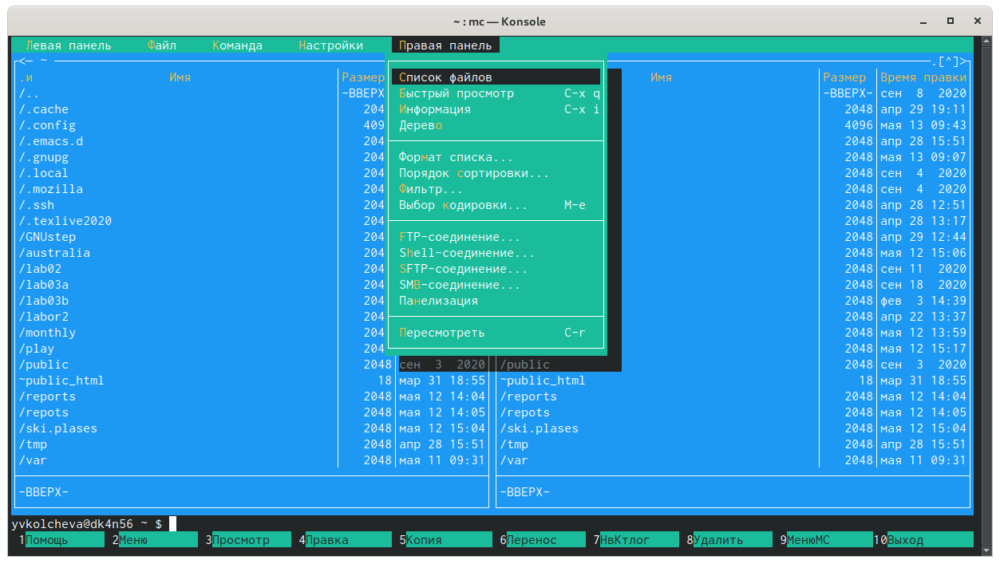 ~ : mc — Konsole
Левая панель Файл Команда Настройки Правая панель
<— ~ .[^]>
.и Имя Размер Список файлов Имя Размер Время правки
/.. -ВВЕРХ Быстрый просмотр C-x q -ВВЕРХ- сен 8 2020
/.cache 204 Информация C-x i 2048 апр 29 19:11
/.config 409 Дерево 4096 мая 13 09:43
/.emacs.d 204 2048 апр 28 15:51
/.gnupg 204 Формат списка... 2048 мая 13 09:07
/.local 204 Порядок сортировки... 2048 сен 4 2020
/.mozilla 204 Фильтр... 2048 сен 4 2020
/.ssh 204 Выбор кодировки... M-e 2048 апр 28 12:51
/.texlive2020 204 2048 апр 28 13:17
/GNUstep 204 FTP-соединение... 2048 апр 29 12:44
/australia 204 Shell-соединение... 2048 мая 12 15:06
/lab02 204 SFTP-соединение... 2048 сен 11 2020
/lab03a 204 SMB-соединение... 2048 сен 18 2020
/lab03b 204 Панелизация 2048 фев 3 14:39
/labor2 204 2048 апр 22 13:37
/monthly 204 Пересмотреть C-r 2048 мая 12 13:59
/play 204 2048 мая 12 15:17
/public 2048 сен 3 2020 /public 2048 сен 3 2020
~public_html 18 мар 31 18:55 ~public_html 18 мар 31 18:55
/reports 2048 мая 12 14:04 /reports 2048 мая 12 14:04
/repots 2048 мая 12 14:05 /repots 2048 мая 12 14:05
/ski.plases 2048 мая 12 15:04 /ski.plases 2048 мая 12 15:04
/tmp 2048 апр 28 15:51 /tmp 2048 апр 28 15:51
/var 2048 мая 11 09:31 /var 2048 мая 11 09:31
-ВВЕРХ- -ВВЕРХ-
yvkolcheva@dk4n56 ~ $
1Помощь 2Меню 3Просмотр 4Правка 5Копия 6Перенос 7НвКтлог 8Удалить 9МенюMC 10Выход